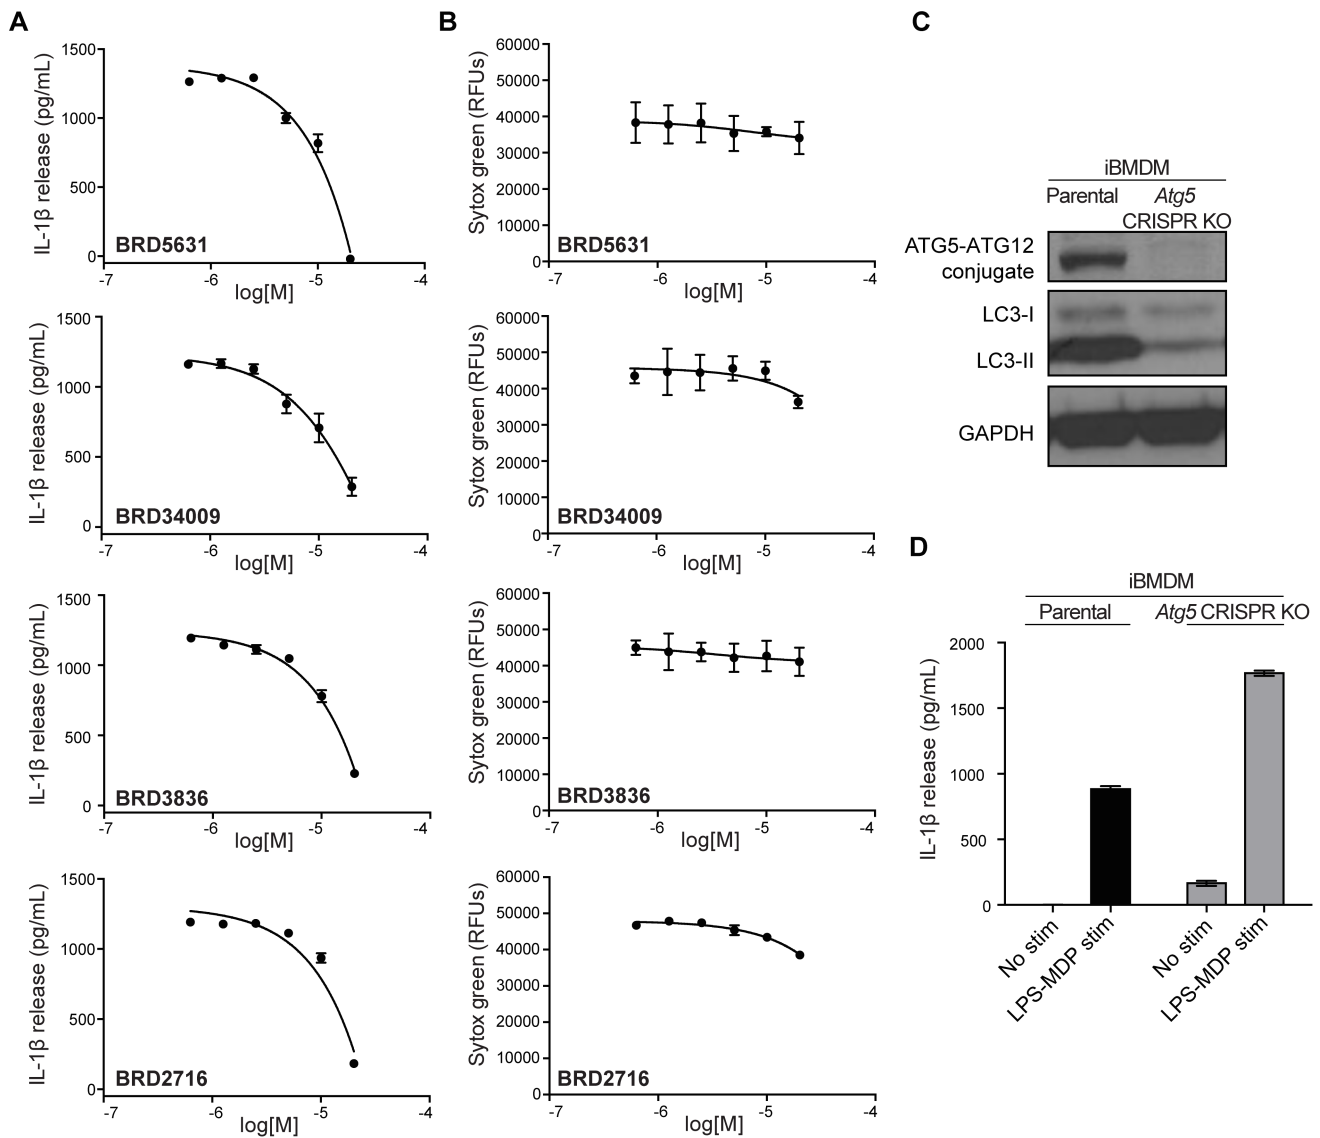 A
IL-1β release (pg/mL)
1500
1000
500
0
BRD5631
-7
-6
-5
-4
log[M]
IL-1β release (pg/mL)
1500
1000
500
0
BRD34009
-7
-6
-5
-4
log[M]
IL-1β release (pg/mL)
1500
1000
500
0
BRD3836
-7
-6
-5
-4
log[M]
IL-1β release (pg/mL)
1500
1000
500
0
BRD2716
-7
-6
-5
-4
log[M]
B
Sytox green (RFUs)
60000
50000
40000
30000
20000
10000
0
BRD5631
-7
-6
-5
-4
log[M]
Sytox green (RFUs)
60000
50000
40000
30000
20000
10000
0
BRD34009
-7
-6
-5
-4
log[M]
Sytox green (RFUs)
60000
50000
40000
30000
20000
10000
0
BRD3836
-7
-6
-5
-4
log[M]
Sytox green (RFUs)
60000
50000
40000
30000
20000
10000
0
BRD2716
-7
-6
-5
-4
log[M]
C
iBMDM
Parental
Atg5
CRISPR KO
ATG5-ATG12
conjugate
LC3-I
LC3-II
GAPDH
D
iBMDM
Parental
Atg5 CRISPR KO
IL-1β release (pg/mL)
2000
1500
1000
500
0
No stim
LPS-MDP stim
No stim
LPS-MDP stim